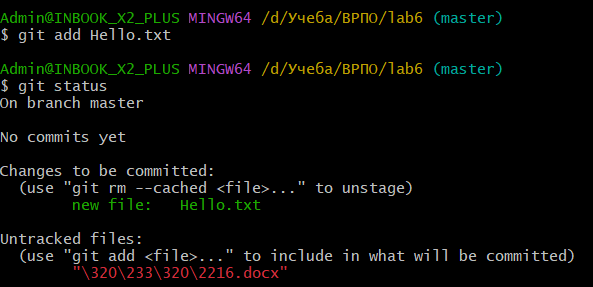 Admin@INBOOK_X2_PLUS MINGW64 /d/Учеба/ВРПО/lab6 (master)
$ git add Hello.txt
Admin@INBOOK_X2_PLUS MINGW64 /d/Учеба/ВРПО/lab6 (master)
$ git status
On branch master
No commits yet
Changes to be committed:
(use "git rm --cached <file>..." to unstage)
new file: Hello.txt
Untracked files:
(use "git add <file>..." to include in what will be committed)
"\320\233\320\2216.docx"